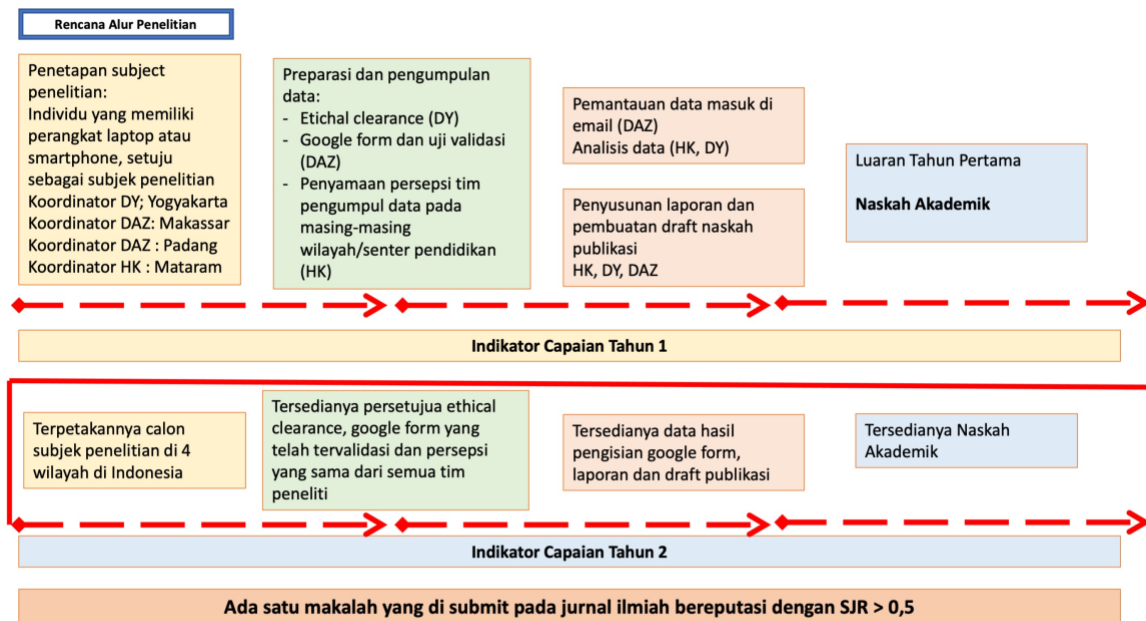 Rencana Alur Penelitian
Penetapan subject
penelitian:
Individu yang memiliki
perangkat laptop atau
smartphone, setuju
sebagai subjek penelitian
Koordinator DY; Yogyakarta
Koordinator DAZ: Makassar
Koordinator DAZ : Padang
Koordinator HK : Mataram
Preparasi dan pengumpulan
data:
- Etichal clearance (DY)
- Google form dan uji validasi
(DAZ)
- Penyamaan persepsi tim
pengumpul data pada
masing-masing
wilayah/senter pendidikan
(HK)
Pemantauan data masuk di
email (DAZ)
Analisis data (HK, DY)
Penyusunan laporan dan
pembuatan draft naskah
publikasi
HK, DY, DAZ
Luaran Tahun Pertama
Naskah Akademik
Indikator Capaian Tahun 1
Terpetakannya calon
subjek penelitian di 4
wilayah di Indonesia
Tersedianya persetujua ethical
clearance, google form yang
telah tervalidasi dan persepsi
yang sama dari semua tim
peneliti
Tersedianya data hasil
pengisian google form,
laporan dan draft publikasi
Tersedianya Naskah
Akademik
Indikator Capaian Tahun 2
Ada satu makalah yang di submit pada jurnal ilmiah bereputasi dengan SJR > 0,5